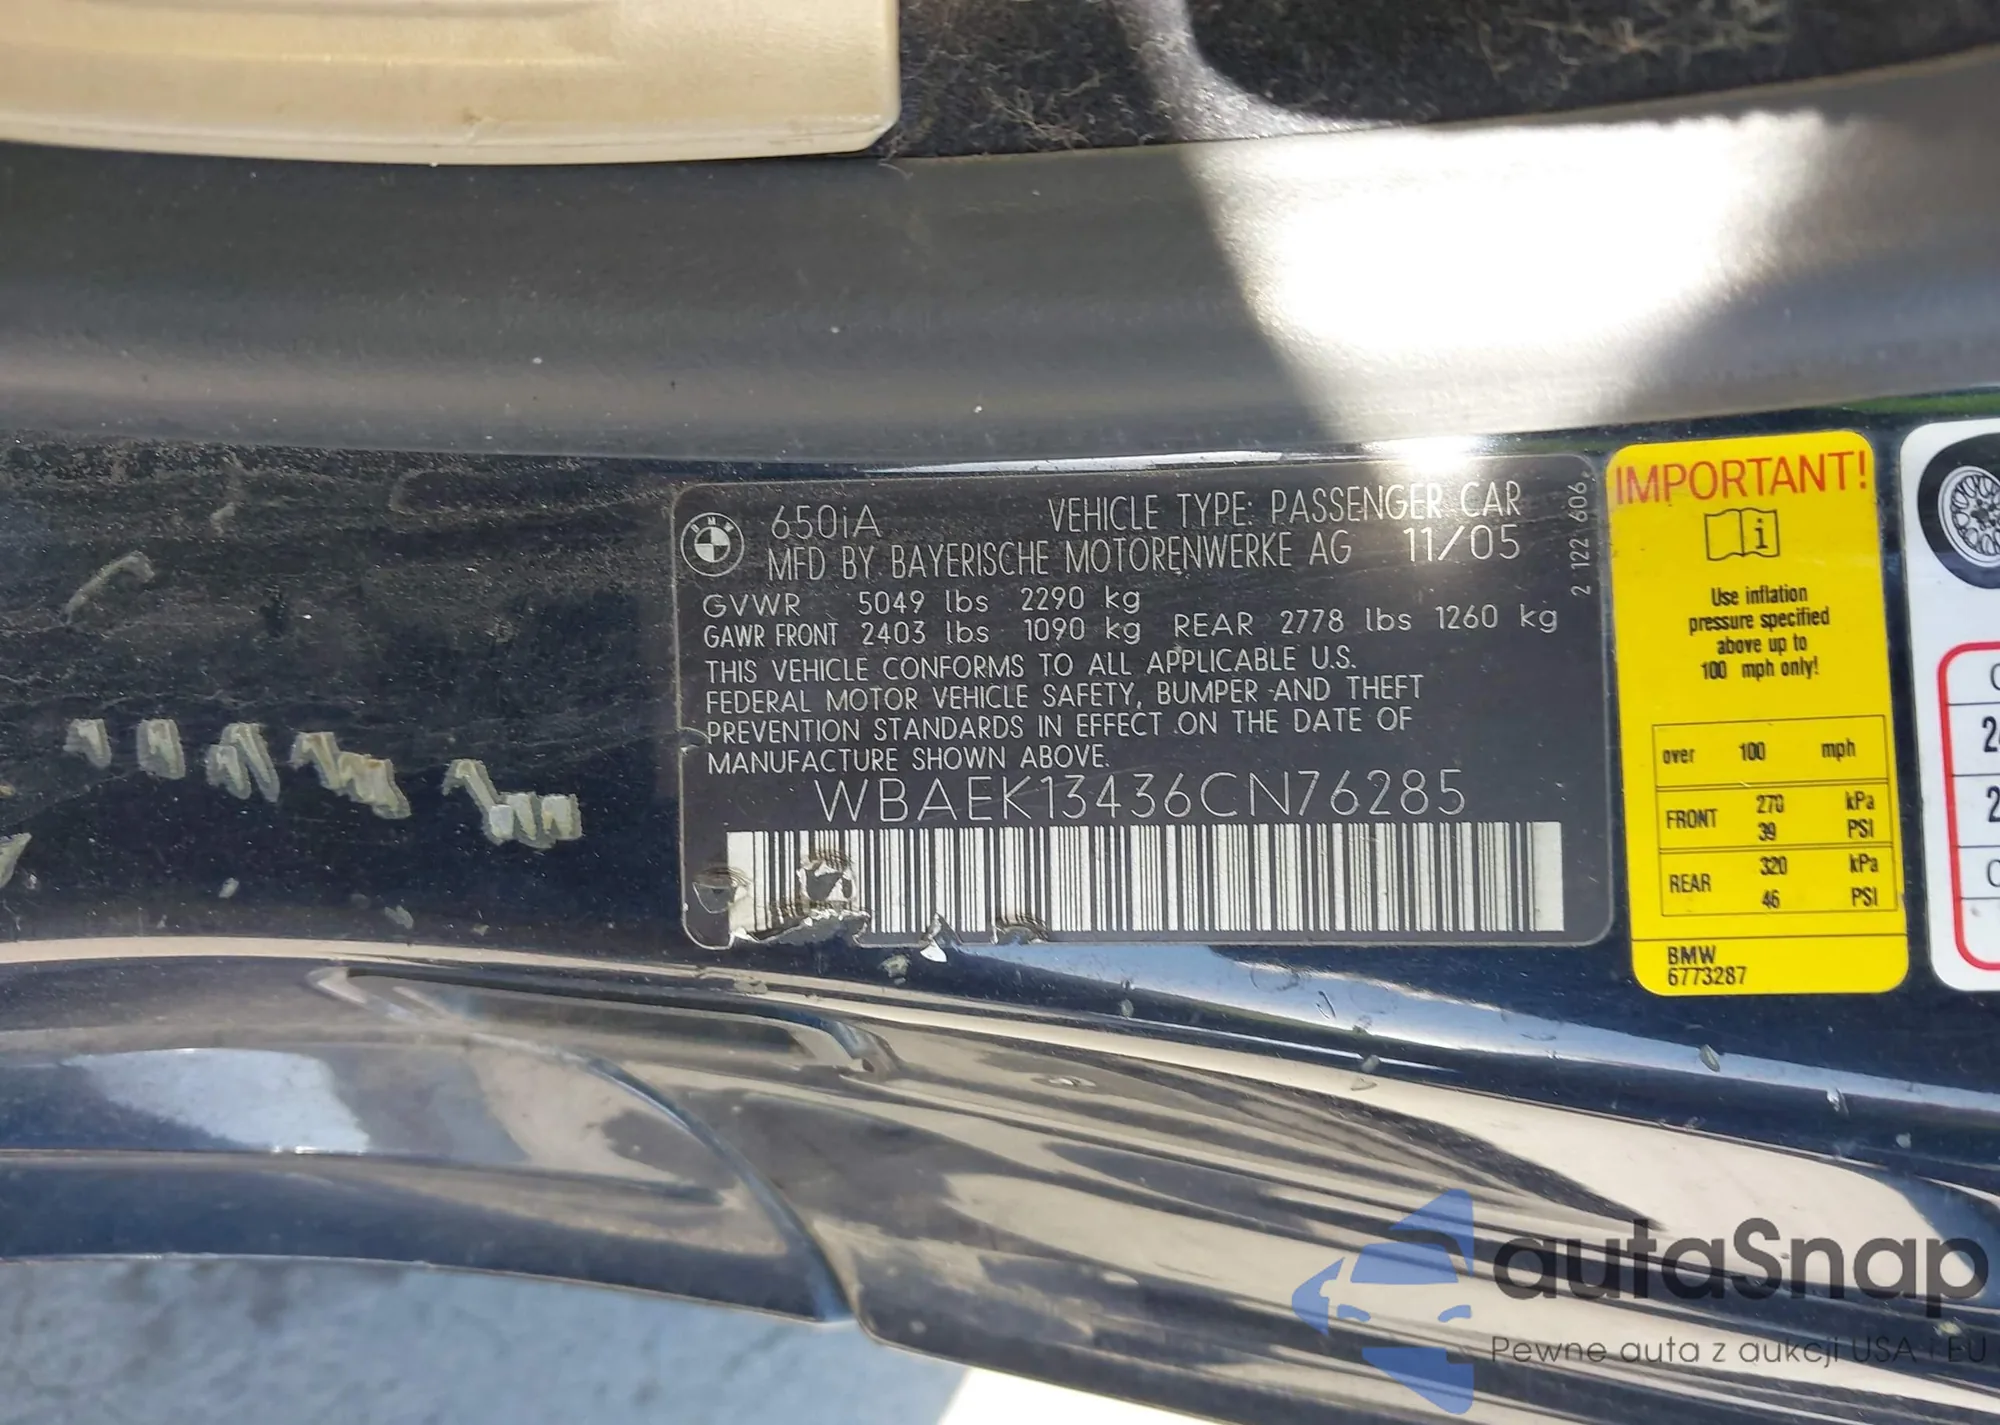 650iA VEHICLE TYPE: PASSENGER CAR
MFD BY BAYERISCHE MOTORENWERKE AG 11/05
GVWR 5049 lbs 2290 kg
GAWR FRONT 2403 lbs 1090 kg REAR 2778 lbs 1260 kg
THIS VEHICLE CONFORMS TO ALL APPLICABLE U.S.
FEDERAL MOTOR VEHICLE SAFETY, BUMPER AND THEFT
PREVENTION STANDARDS IN EFFECT ON THE DATE OF
MANUFACTURE SHOWN ABOVE.
WBAEK13436CN76285
2 122 606
BMW
IMPORTANT!
i
Use inflation
pressure specified
above up to
100 mph only!
over 100 mph
FRONT 270 kPa
39 PSI
REAR 320 kPa
46 PSI
BMW
6773287
autaSnap
Pewne auta z aukcji USA i EU